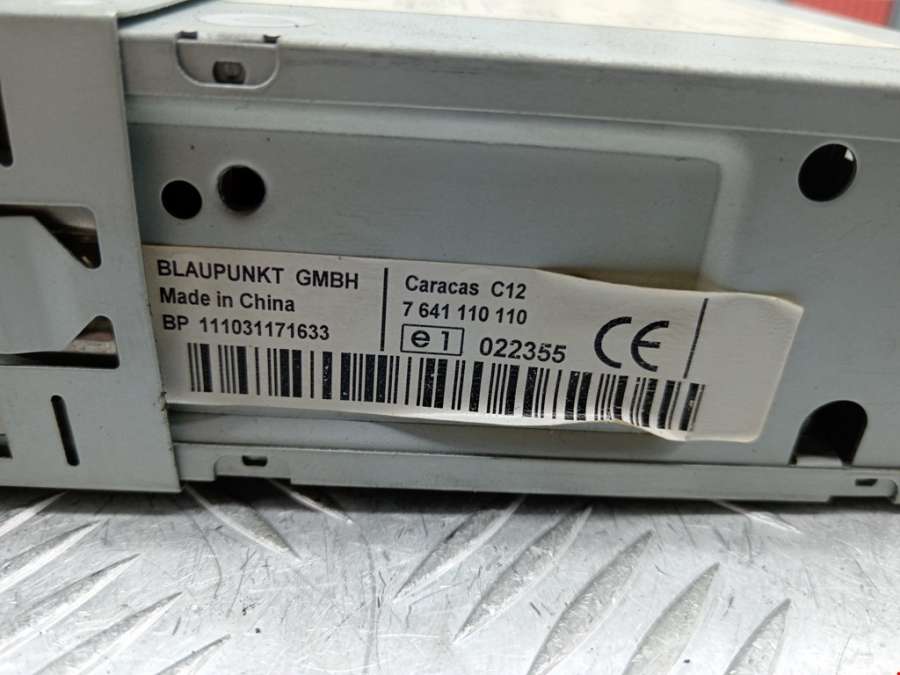 BLAUPUNKT GMBH
Made in China
BP 111031171633
Caracas C12
7 641 110 110
e1 022355 CE